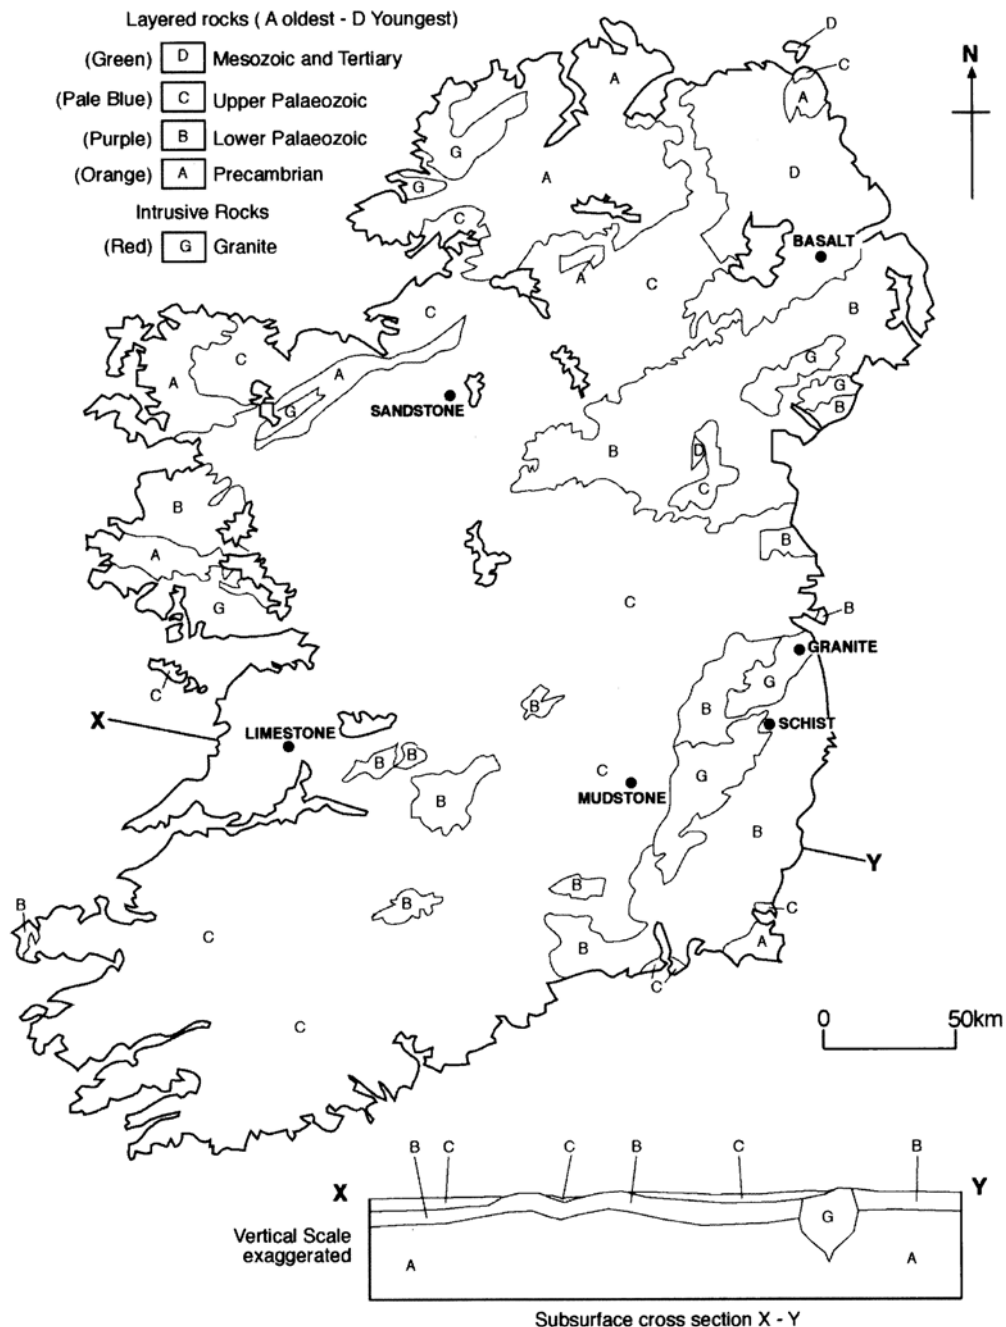 Layered rocks ( A oldest - D Youngest)
(Green) D Mesozoic and Tertiary
(Pale Blue) C Upper Palaeozoic
(Purple) B Lower Palaeozoic
(Orange) A Precambrian
Intrusive Rocks
(Red) G Granite
D
C
A
N
A
G
A
D
G
C
BASALT
A
C
B
C
C
A
A
G
G
G
B
SANDSTONE
B
D
C
B
A
B
G
C
B
GRANITE
G
C
B
B
SCHIST
X
LIMESTONE
B
B
G
C
MUDSTONE
B
B
Y
B
B
B
C
C
B
A
C
C
0 50km
B C C B C B
X Y
G
Vertical Scale
exaggerated
A A
Subsurface cross section X - Y